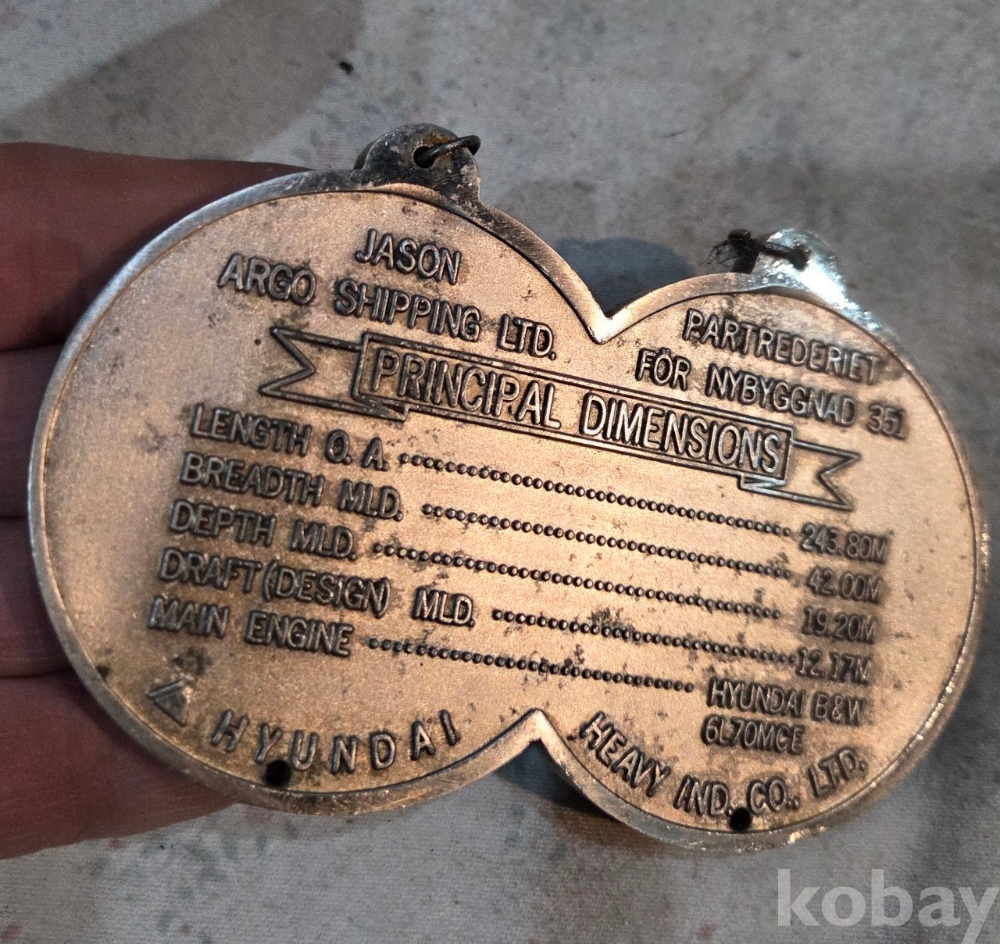 JASON
ARGO SHIPPING LTD.
PARTREDERIET
FÖR NYBYGGNAD 351
PRINCIPAL DIMENSIONS
LENGTH O. A. 243.80M
BREADTH MLD. 42.00M
DEPTH MLD. 19.20M
DRAFT (DESIGN) MLD. 12.17M
MAIN ENGINE HYUNDAI B&W
6L70MCE
HYUNDAI HEAVY IND. CO., LTD.
kobay